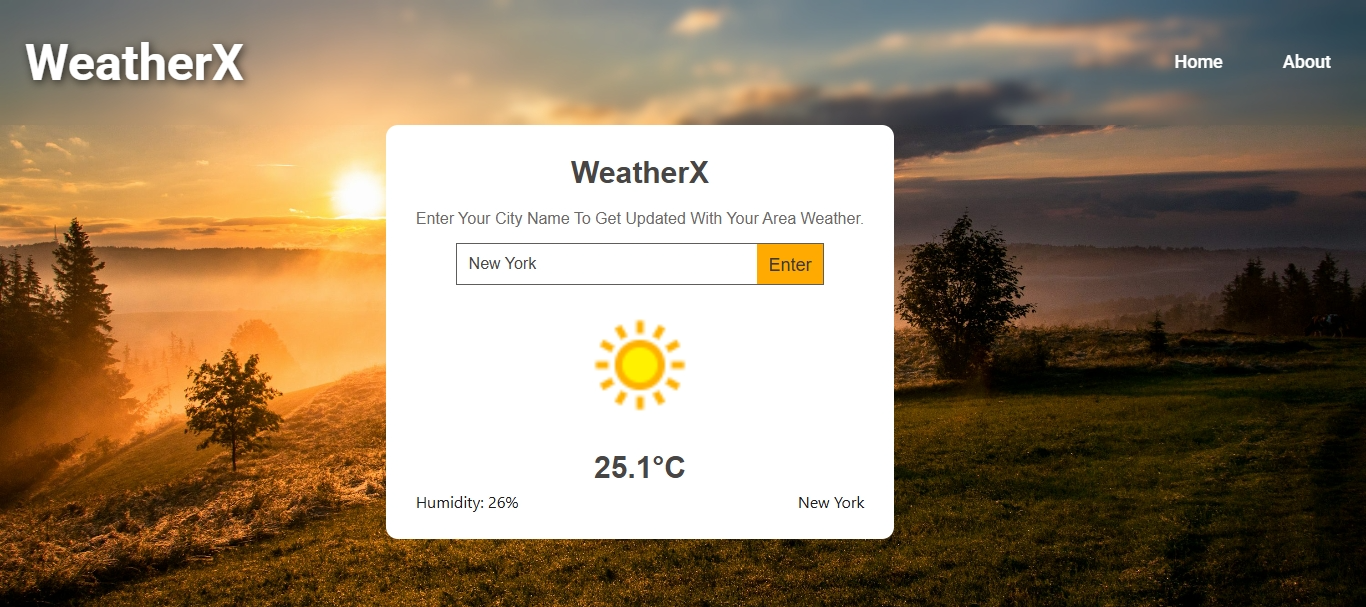 WeatherX
Home About
WeatherX
Enter Your City Name To Get Updated With Your Area Weather.
New York Enter
25.1°C
Humidity: 26% New York